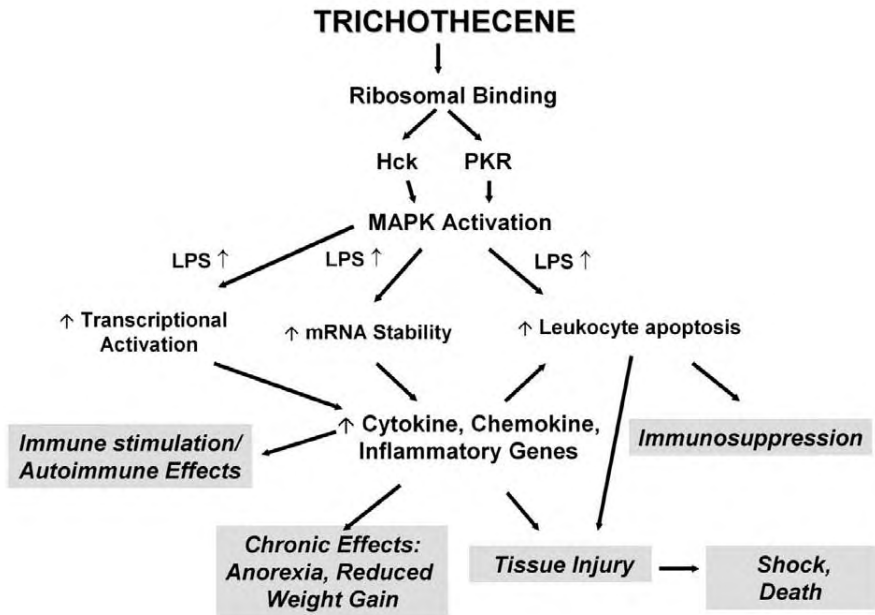 TRICHOTHECENE
Ribosomal Binding
Hck
PKR
MAPK Activation
LPS ↑
LPS ↑
LPS ↑
↑ Transcriptional
Activation
↑ mRNA Stability
↑ Leukocyte apoptosis
↑ Cytokine, Chemokine,
Inflammatory Genes
Immune stimulation/
Autoimmune Effects
Immunosuppression
Chronic Effects:
Anorexia, Reduced
Weight Gain
Tissue Injury
Shock,
Death